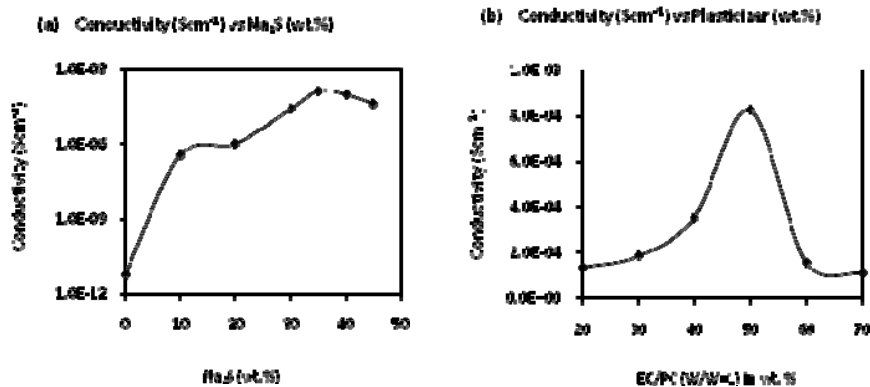 (a) Conductivity (Scm⁻¹) vs Na₂S (wt.%)
1.0E-03
1.0E-06
1.0E-09
1.0E-12
0 10 20 30 40 50
Conductivity (Scm⁻¹)
Na₂S (wt.%)
(b) Conductivity (Scm⁻¹) vs Plasticizer (wt.%)
1.0E-03
8.0E-04
6.0E-04
4.0E-04
2.0E-04
0.0E+00
20 30 40 50 60 70
Conductivity (Scm⁻¹)
EC/PC in wt. %